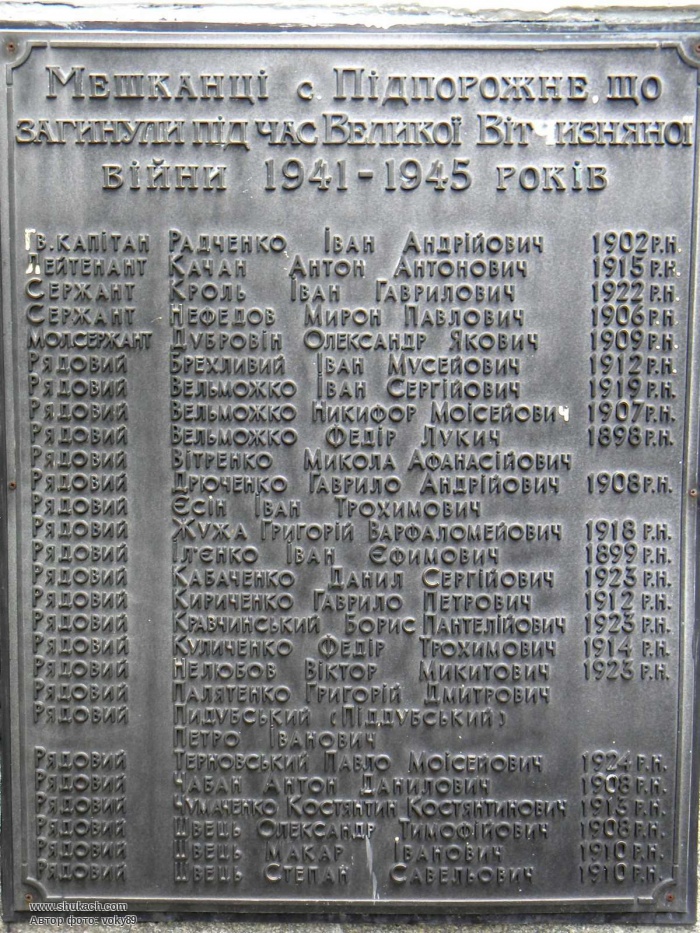 Мешканці с. Підпорожне, що
загинули під час Великої Вітчизняної
війни 1941-1945 років
Гв.капітан Радченко Іван Андрійович 1902 р.н.
Лейтенант Качан Антон Антонович 1915 р.н.
Сержант Кроль Іван Гаврилович 1922 р.н.
Сержант Нефедов Мирон Павлович 1906 р.н.
мол.сержант Дубровін Олександр Якович 1909 р.н.
Рядовий Брехливий Іван Мусейович 1912 р.н.
Рядовий Вельможко Іван Сергійович 1919 р.н.
Рядовий Вельможко Никифор Моісейович 1907 р.н.
Рядовий Вельможко Федір Лукич 1898 р.н.
Рядовий Вітренко Микола Афанасійович
Рядовий Дрюченко Гаврило Андрійович 1908 р.н.
Рядовий Єсін Іван Трохимович
Рядовий Жужа Григорій Варфаломейович 1918 р.н.
Рядовий Іл'єнко Іван Єфимович 1899 р.н.
Рядовий Кабаченко Данил Сергійович 1923 р.н.
Рядовий Кириченко Гаврило Петрович 1912 р.н.
Рядовий Кравчинський Борис Пантелійович 1923 р.н.
Рядовий Куличенко Федір Трохимович 1914 р.н.
Рядовий Нелюбов Віктор Микитович 1923 р.н.
Рядовий Палятенко Григорій Дмитрович
Рядовий Пидубський (Піддубський)
Петро Іванович
Рядовий Терновський Павло Моісейович 1924 р.н.
Рядовий Чабан Антон Данилович 1908 р.н.
Рядовий Чумаченко Костянтин Костянтинович 1913 р.н.
Рядовий Швець Олександр Тимофійович 1908 р.н.
Рядовий Швець Макар Іванович 1910 р.н.
Рядовий Швець Степан Савельович 1910 р.н.
www.shukach.com
Автор фото: voky89